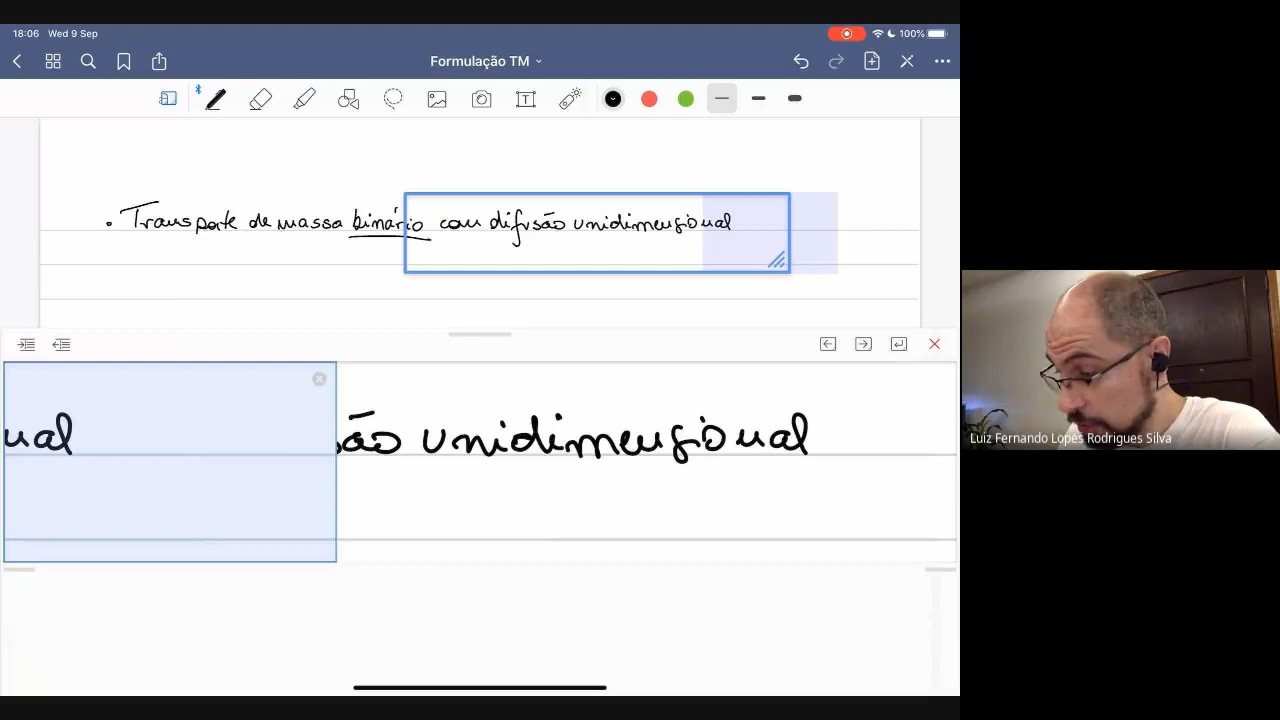 18:06 Wed 9 Sep
100%
Formulação TM
T
. Transporte de massa binário com difusão unidimensional
ual
são unidimensional
Luiz Fernando Lopes Rodrigues Silva